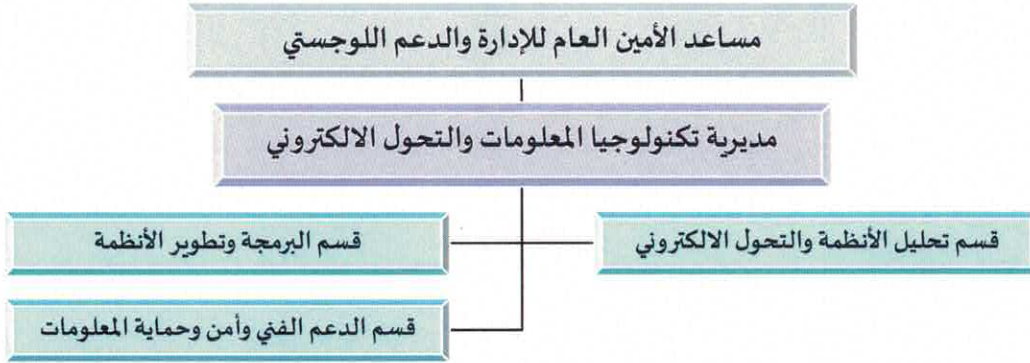 مساعد الأمين العام للإدارة والدعم اللوجستي
مديرية تكنولوجيا المعلومات والتحول الالكتروني
قسم تحليل الأنظمة والتحول الالكتروني
قسم البرمجة وتطوير الأنظمة
قسم الدعم الفني وأمن وحماية المعلومات